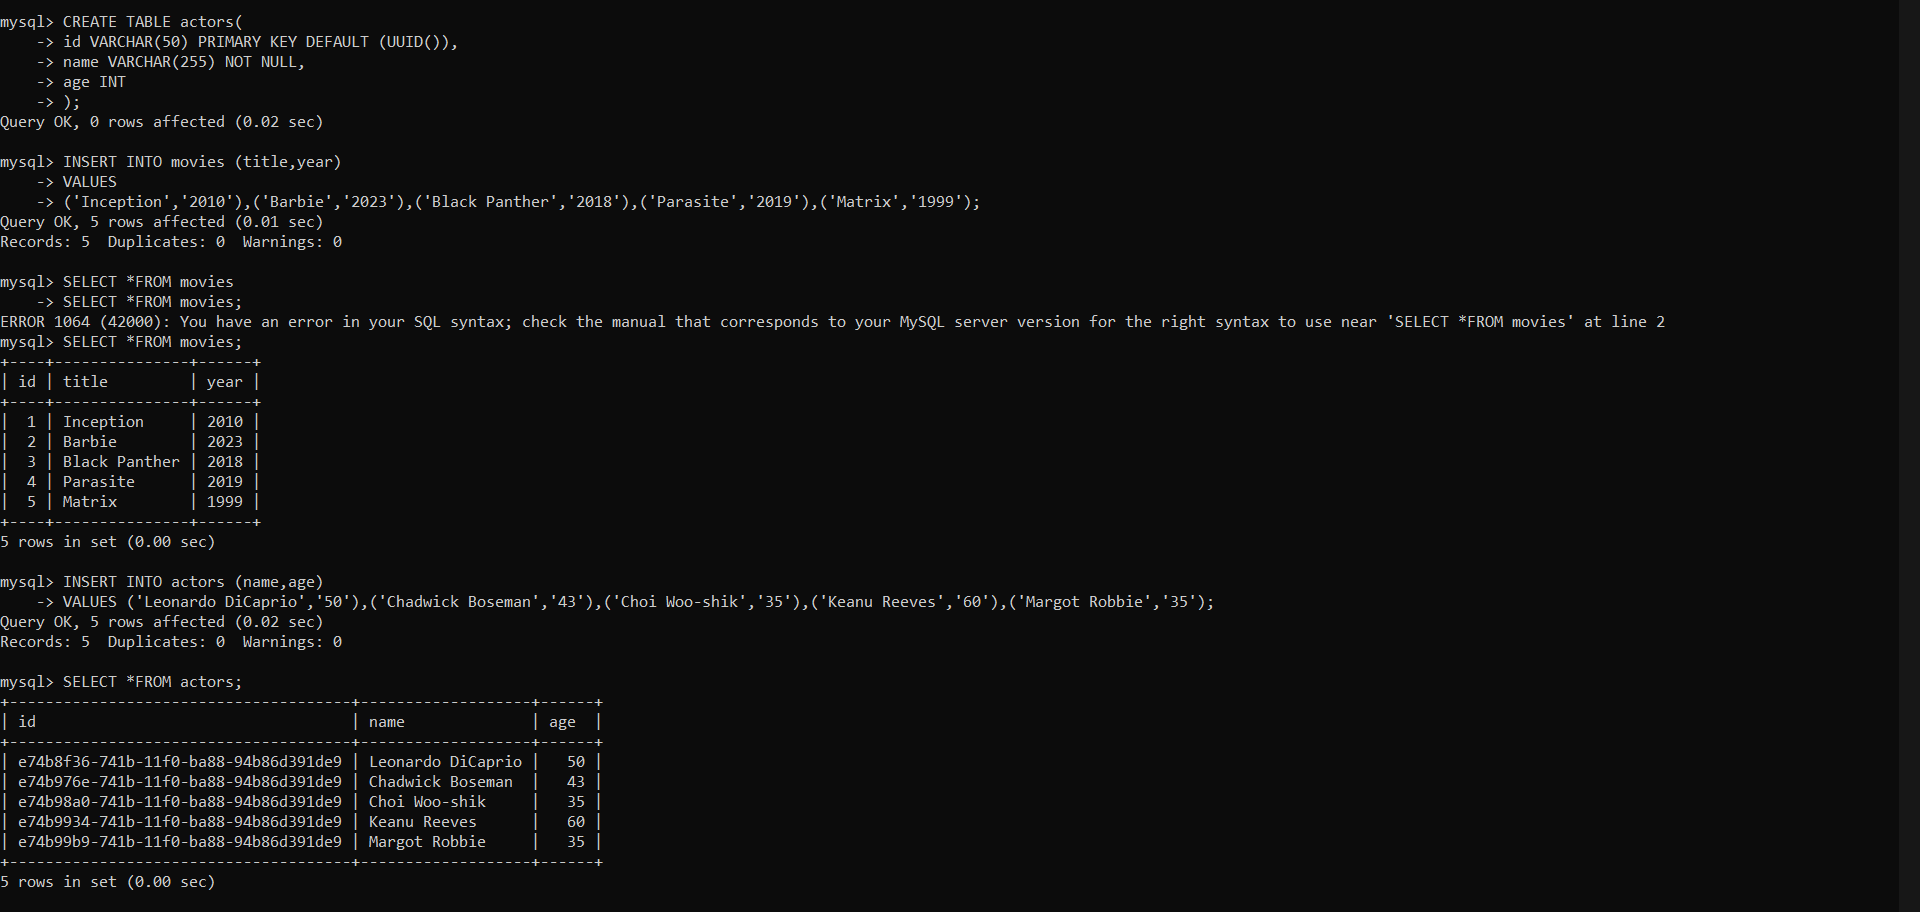 mysql> CREATE TABLE actors(
    -> id VARCHAR(50) PRIMARY KEY DEFAULT (UUID()),
    -> name VARCHAR(255) NOT NULL,
    -> age INT
    -> );
Query OK, 0 rows affected (0.02 sec)

mysql> INSERT INTO movies (title,year)
    -> VALUES
    -> ('Inception','2010'),('Barbie','2023'),('Black Panther','2018'),('Parasite','2019'),('Matrix','1999');
Query OK, 5 rows affected (0.01 sec)
Records: 5  Duplicates: 0  Warnings: 0

mysql> SELECT *FROM movies
    -> SELECT *FROM movies;
ERROR 1064 (42000): You have an error in your SQL syntax; check the manual that corresponds to your MySQL server version for the right syntax to use near 'SELECT *FROM movies' at line 2
mysql> SELECT *FROM movies;
+----+---------------+------+
| id | title         | year |
+----+---------------+------+
|  1 | Inception     | 2010 |
|  2 | Barbie        | 2023 |
|  3 | Black Panther | 2018 |
|  4 | Parasite      | 2019 |
|  5 | Matrix        | 1999 |
+----+---------------+------+
5 rows in set (0.00 sec)

mysql> INSERT INTO actors (name,age)
    -> VALUES ('Leonardo DiCaprio','50'),('Chadwick Boseman','43'),('Choi Woo-shik','35'),('Keanu Reeves','60'),('Margot Robbie','35');
Query OK, 5 rows affected (0.02 sec)
Records: 5  Duplicates: 0  Warnings: 0

mysql> SELECT *FROM actors;
+--------------------------------------+-------------------+------+
| id                                   | name              | age  |
+--------------------------------------+-------------------+------+
| e74b8f36-741b-11f0-ba88-94b86d391de9 | Leonardo DiCaprio |   50 |
| e74b976e-741b-11f0-ba88-94b86d391de9 | Chadwick Boseman  |   43 |
| e74b98a0-741b-11f0-ba88-94b86d391de9 | Choi Woo-shik     |   35 |
| e74b9934-741b-11f0-ba88-94b86d391de9 | Keanu Reeves      |   60 |
| e74b99b9-741b-11f0-ba88-94b86d391de9 | Margot Robbie     |   35 |
+--------------------------------------+-------------------+------+
5 rows in set (0.00 sec)